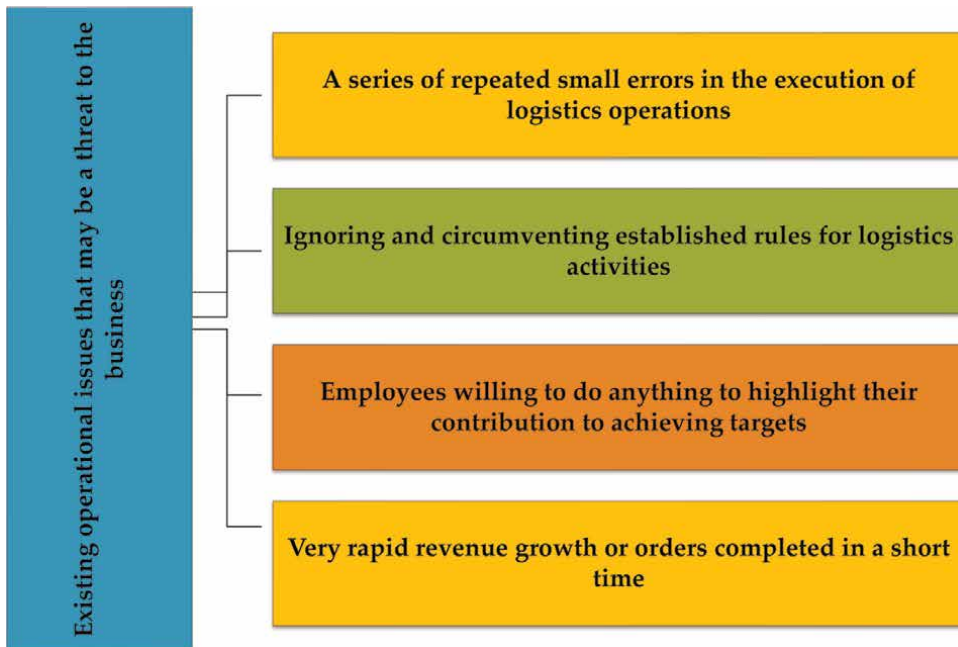 Existing operational issues that may be a threat to the
business
A series of repeated small errors in the execution of
logistics operations
Ignoring and circumventing established rules for logistics
activities
Employees willing to do anything to highlight their
contribution to achieving targets
Very rapid revenue growth or orders completed in a short
time